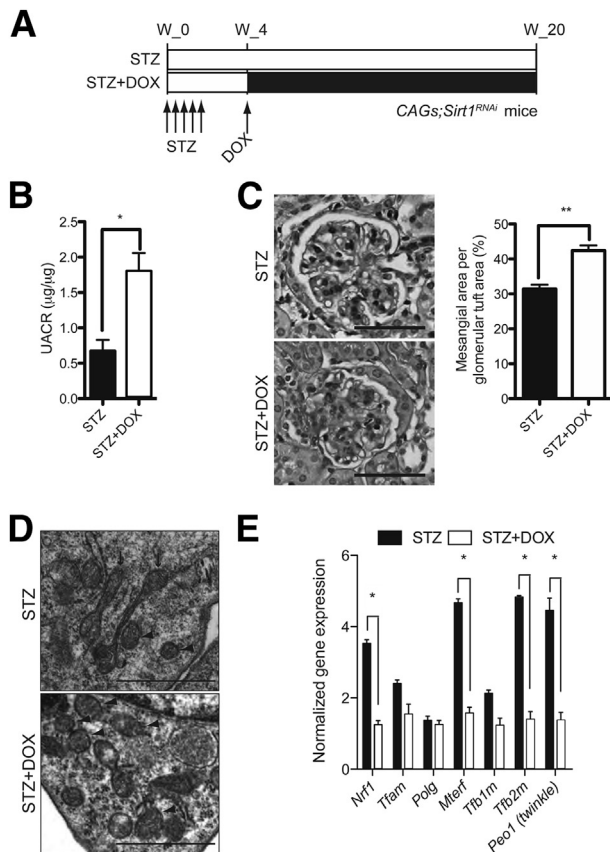 A
W_0 W_4 W_20
STZ
STZ+DOX
CAGs;Sirt1RNAi mice
STZ
DOX
B
*
UACR (µg/µg)
2.5
2.0
1.5
1.0
0.5
0.0
STZ
STZ+DOX
C
STZ
STZ+DOX
**
Mesangial area per
glomerular tuft area (%)
50
40
30
20
10
0
STZ
STZ+DOX
D
STZ
STZ+DOX
E
STZ STZ+DOX
Normalized gene expression
6
4
2
0
* * * *
Nrf1
Tfam
Polg
Mterf
Tfb1m
Tfb2m
Peo1 (twinkle)